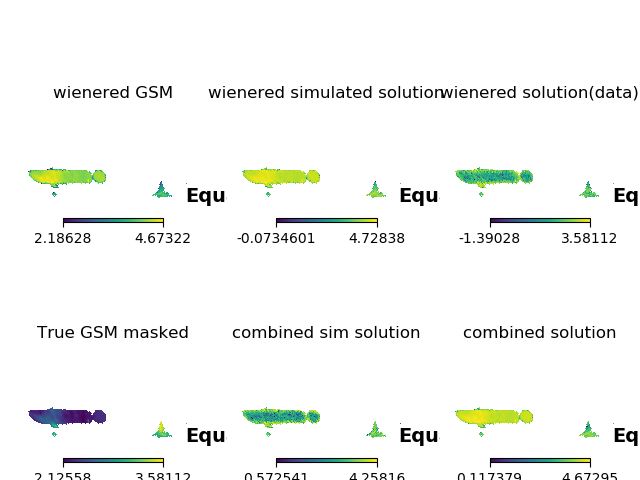 wienered GSM
wienered simulated solution
wienered solution(data)
Equ
Equ
Eq
2.18628 4.67322
-0.0734601 4.72838
-1.39028 3.58112
True GSM masked
combined sim solution
combined solution
Equ
Equ
Eq
2.12558 3.58112
0.572541 4.25816
0.117379 4.67295